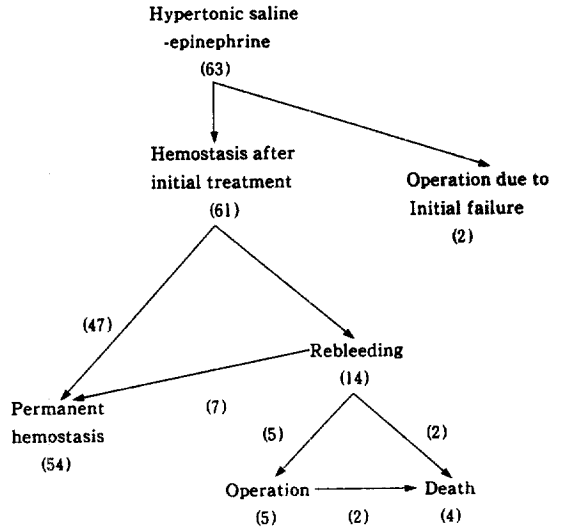 Hypertonic saline
-epinephrine
(63)
Hemostasis after
initial treatment
(61)
Operation due to
Initial failure
(2)
(47)
Rebleeding
(14)
Permanent
hemostasis
(54)
(7)
(5)
(2)
Operation
(5)
(2)
Death
(4)